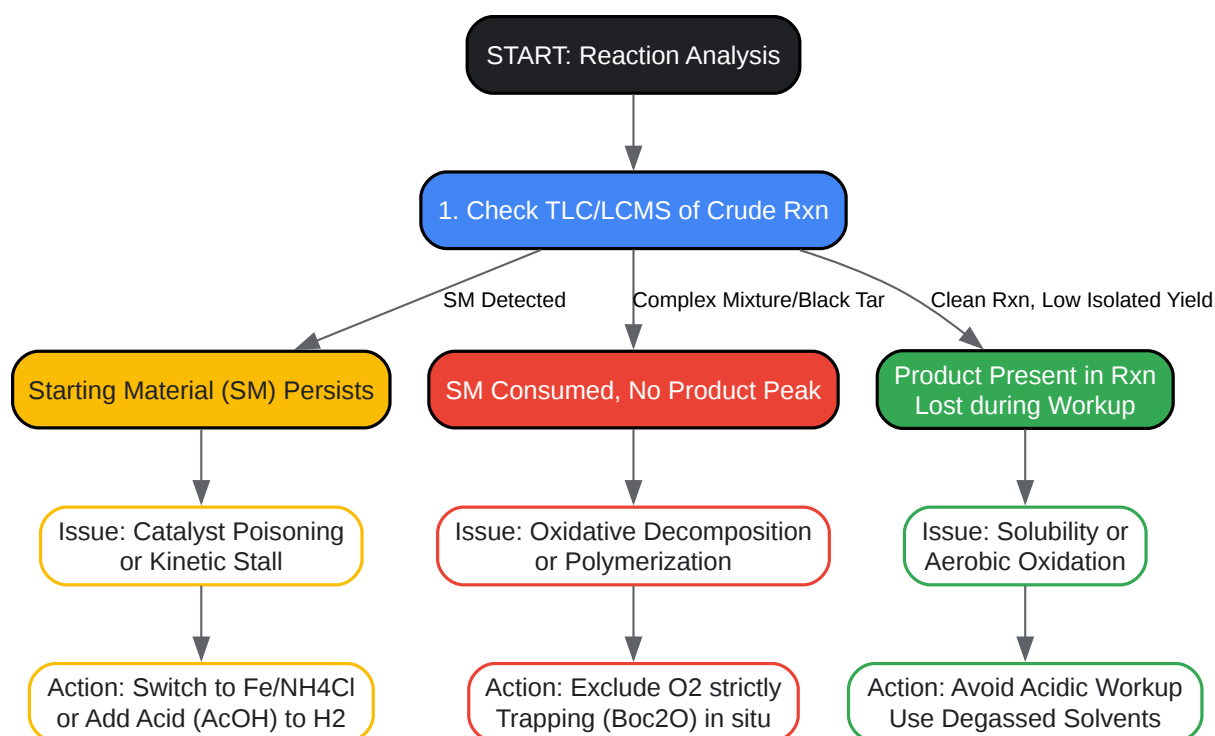 START: Reaction Analysis
1. Check TLC/LCMS of Crude Rxn
SM Detected
Complex Mixture/Black Tar
Clean Rxn, Low Isolated Yield
Starting Material (SM) Persists
SM Consumed, No Product Peak
Product Present in Rxn
Lost during Workup
Issue: Catalyst Poisoning
or Kinetic Stall
Issue: Oxidative Decomposition
or Polymerization
Issue: Solubility or
Aerobic Oxidation
Action: Switch to Fe/NH4Cl
or Add Acid (AcOH) to H2
Action: Exclude O2 strictly
Trapping (Boc2O) in situ
Action: Avoid Acidic Workup
Use Degassed Solvents